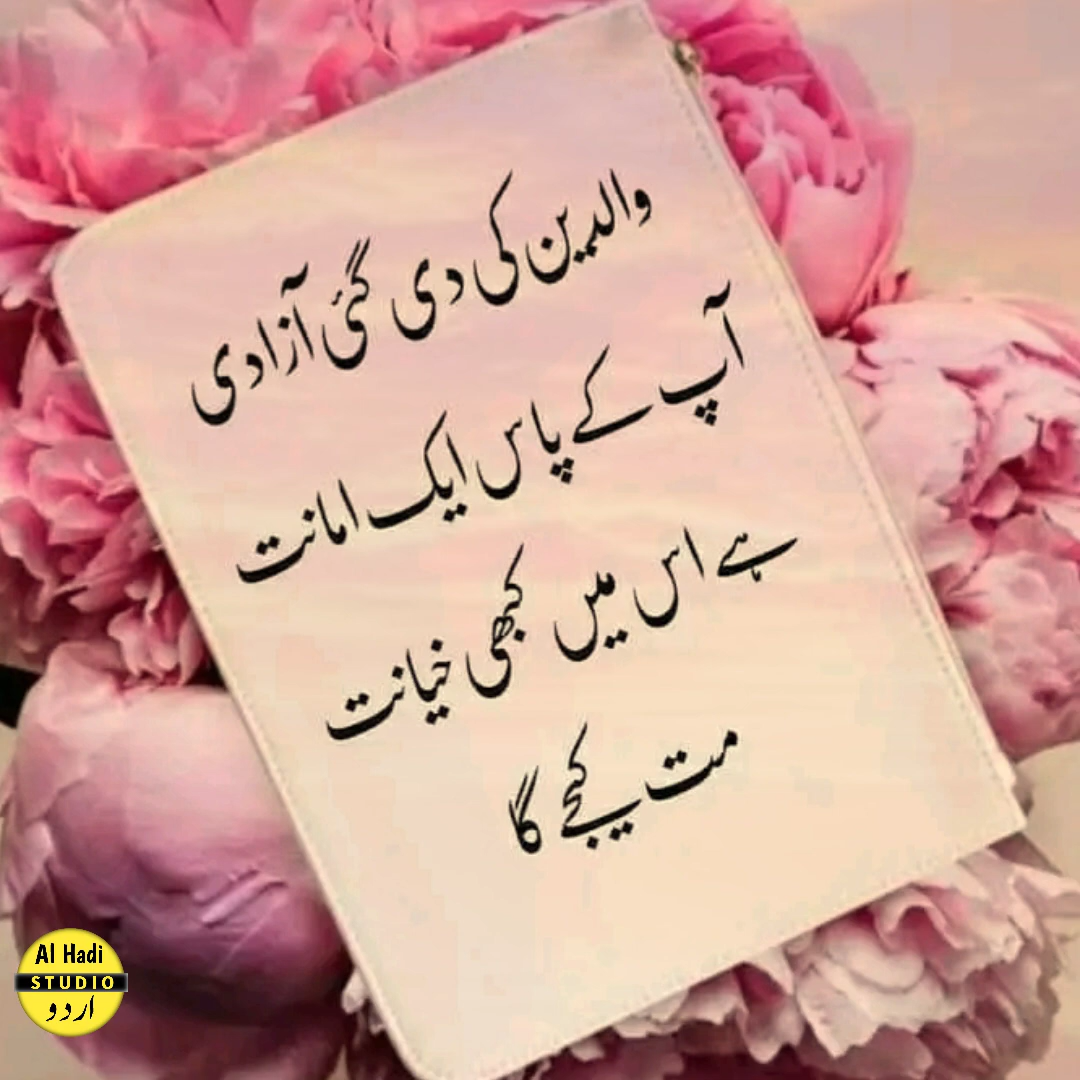 والدین کی دی گئی آزادی
آپ کے پاس ایک امانت
ہے اس میں کبھی خیانت
مت کیجیے گا
Al Hadi
STUDIO
اردو